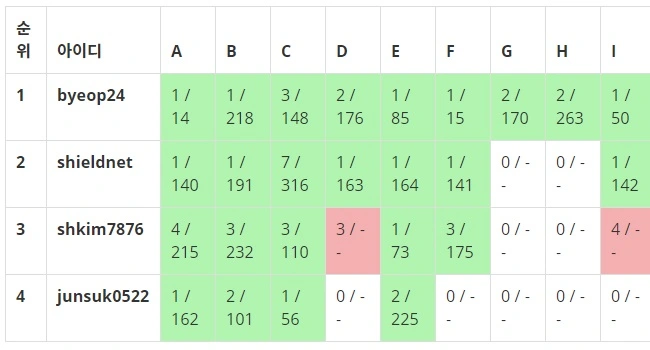 순위 아이디 A B C D E F G H I
1 byeop24 1 / 14 1 / 218 3 / 148 2 / 176 1 / 85 1 / 15 2 / 170 2 / 263 1 / 50
2 shieldnet 1 / 140 1 / 191 7 / 316 1 / 163 1 / 164 1 / 141 0 / -- 0 / -- 1 / 142
3 shkim7876 4 / 215 3 / 232 3 / 110 3 / -- 1 / 73 3 / 175 0 / -- 0 / -- 4 / --
4 junsuk0522 1 / 162 2 / 101 1 / 56 0 / -- 2 / 225 0 / -- 0 / -- 0 / -- 0 / --